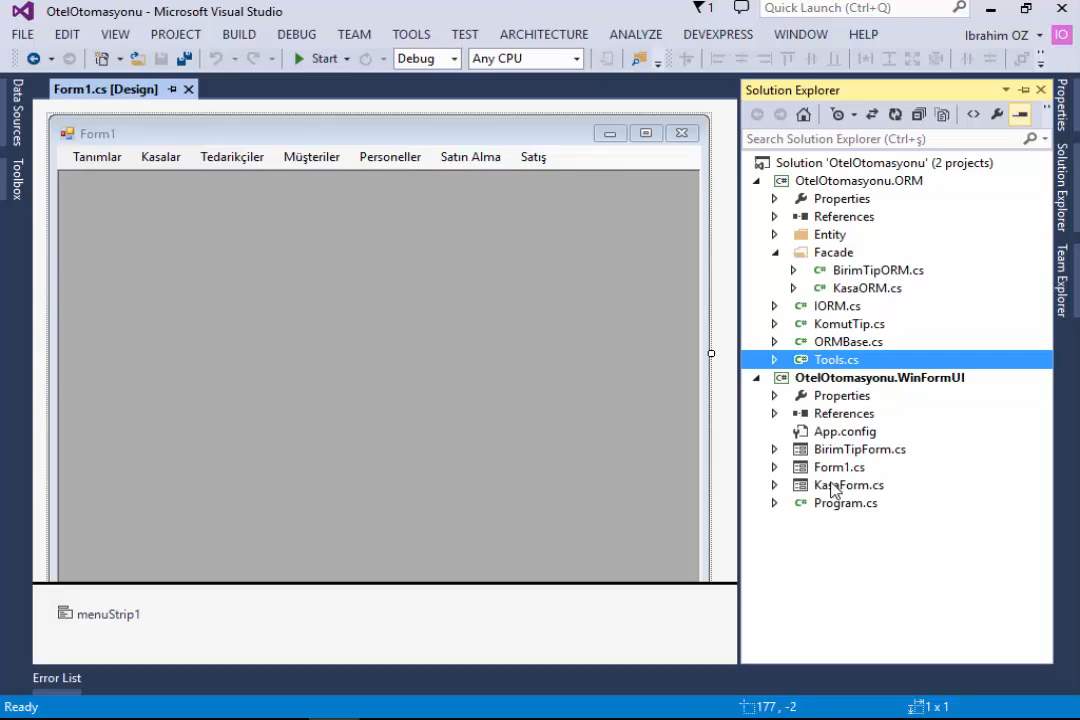 OtelOtomasyonu - Microsoft Visual Studio
1
Quick Launch (Ctrl+Q)
FILE EDIT VIEW PROJECT BUILD DEBUG TEAM TOOLS TEST ARCHITECTURE ANALYZE DEVEXPRESS WINDOW HELP
Ibrahim OZ
IO
Start
Debug
Any CPU
Data Sources
Toolbox
Form1.cs [Design]
Form1
Tanımlar Kasalar Tedarikçiler Müşteriler Personeller Satın Alma Satış
menuStrip1
Solution Explorer
Search Solution Explorer (Ctrl+ş)
Solution 'OtelOtomasyonu' (2 projects)
OtelOtomasyonu.ORM
Properties
References
Entity
Facade
BirimTipORM.cs
KasaORM.cs
IORM.cs
KomutTip.cs
ORMBase.cs
Tools.cs
OtelOtomasyonu.WinFormUI
Properties
References
App.config
BirimTipForm.cs
Form1.cs
KasaForm.cs
Program.cs
Properties
Solution Explorer
Team Explorer
Error List
Ready
177, -2
1 x 1